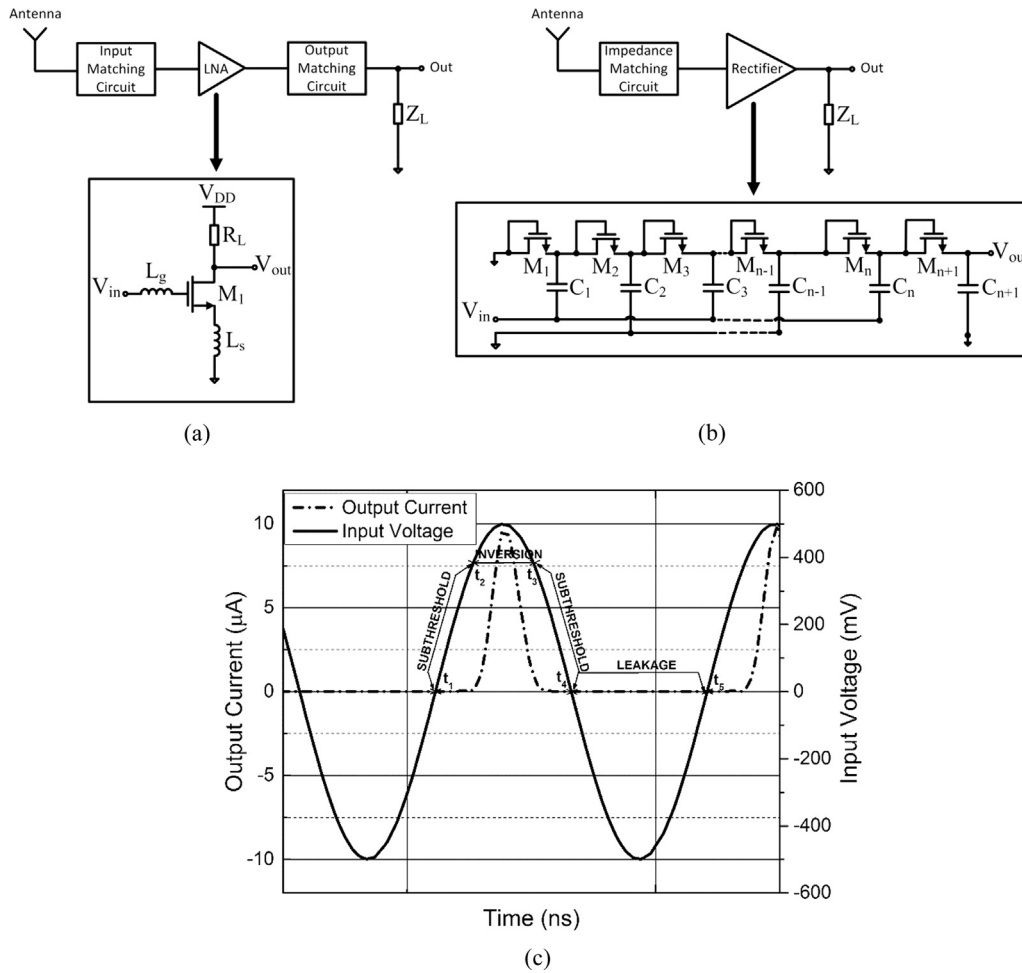 Antenna
Input
Matching
Circuit
LNA
Output
Matching
Circuit
Out
Z_L
V_DD
R_L
V_out
L_g
V_in
M_1
L_s
(a)
Antenna
Impedance
Matching
Circuit
Rectifier
Out
Z_L
M_1
M_2
M_3
M_n-1
M_n
M_n+1
V_ou
C_1
C_2
C_3
C_n-1
C_n
C_n+1
V_in
(b)
Output Current
Input Voltage
10
5
0
-5
-10
Output Current (μA)
600
400
200
0
-200
-400
-600
Input Voltage (mV)
INVERSION
SUBTHRESHOLD
SUBTHRESHOLD
LEAKAGE
t_1
t_2
t_3
t_4
t_5
Time (ns)
(c)